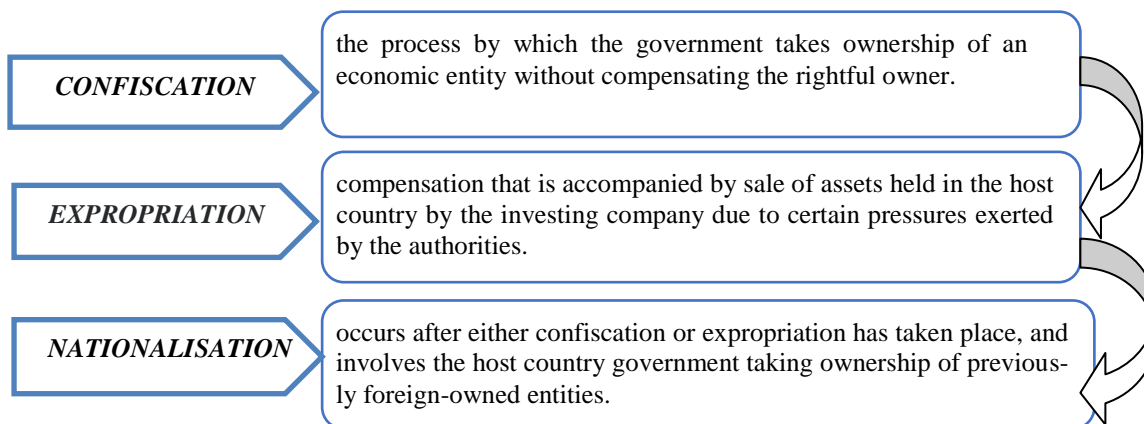 CONFISCATION
the process by which the government takes ownership of an
economic entity without compensating the rightful owner.
EXPROPRIATION
compensation that is accompanied by sale of assets held in the host
country by the investing company due to certain pressures exerted
by the authorities.
NATIONALISATION
occurs after either confiscation or expropriation has taken place, and
involves the host country government taking ownership of previous-
ly foreign-owned entities.